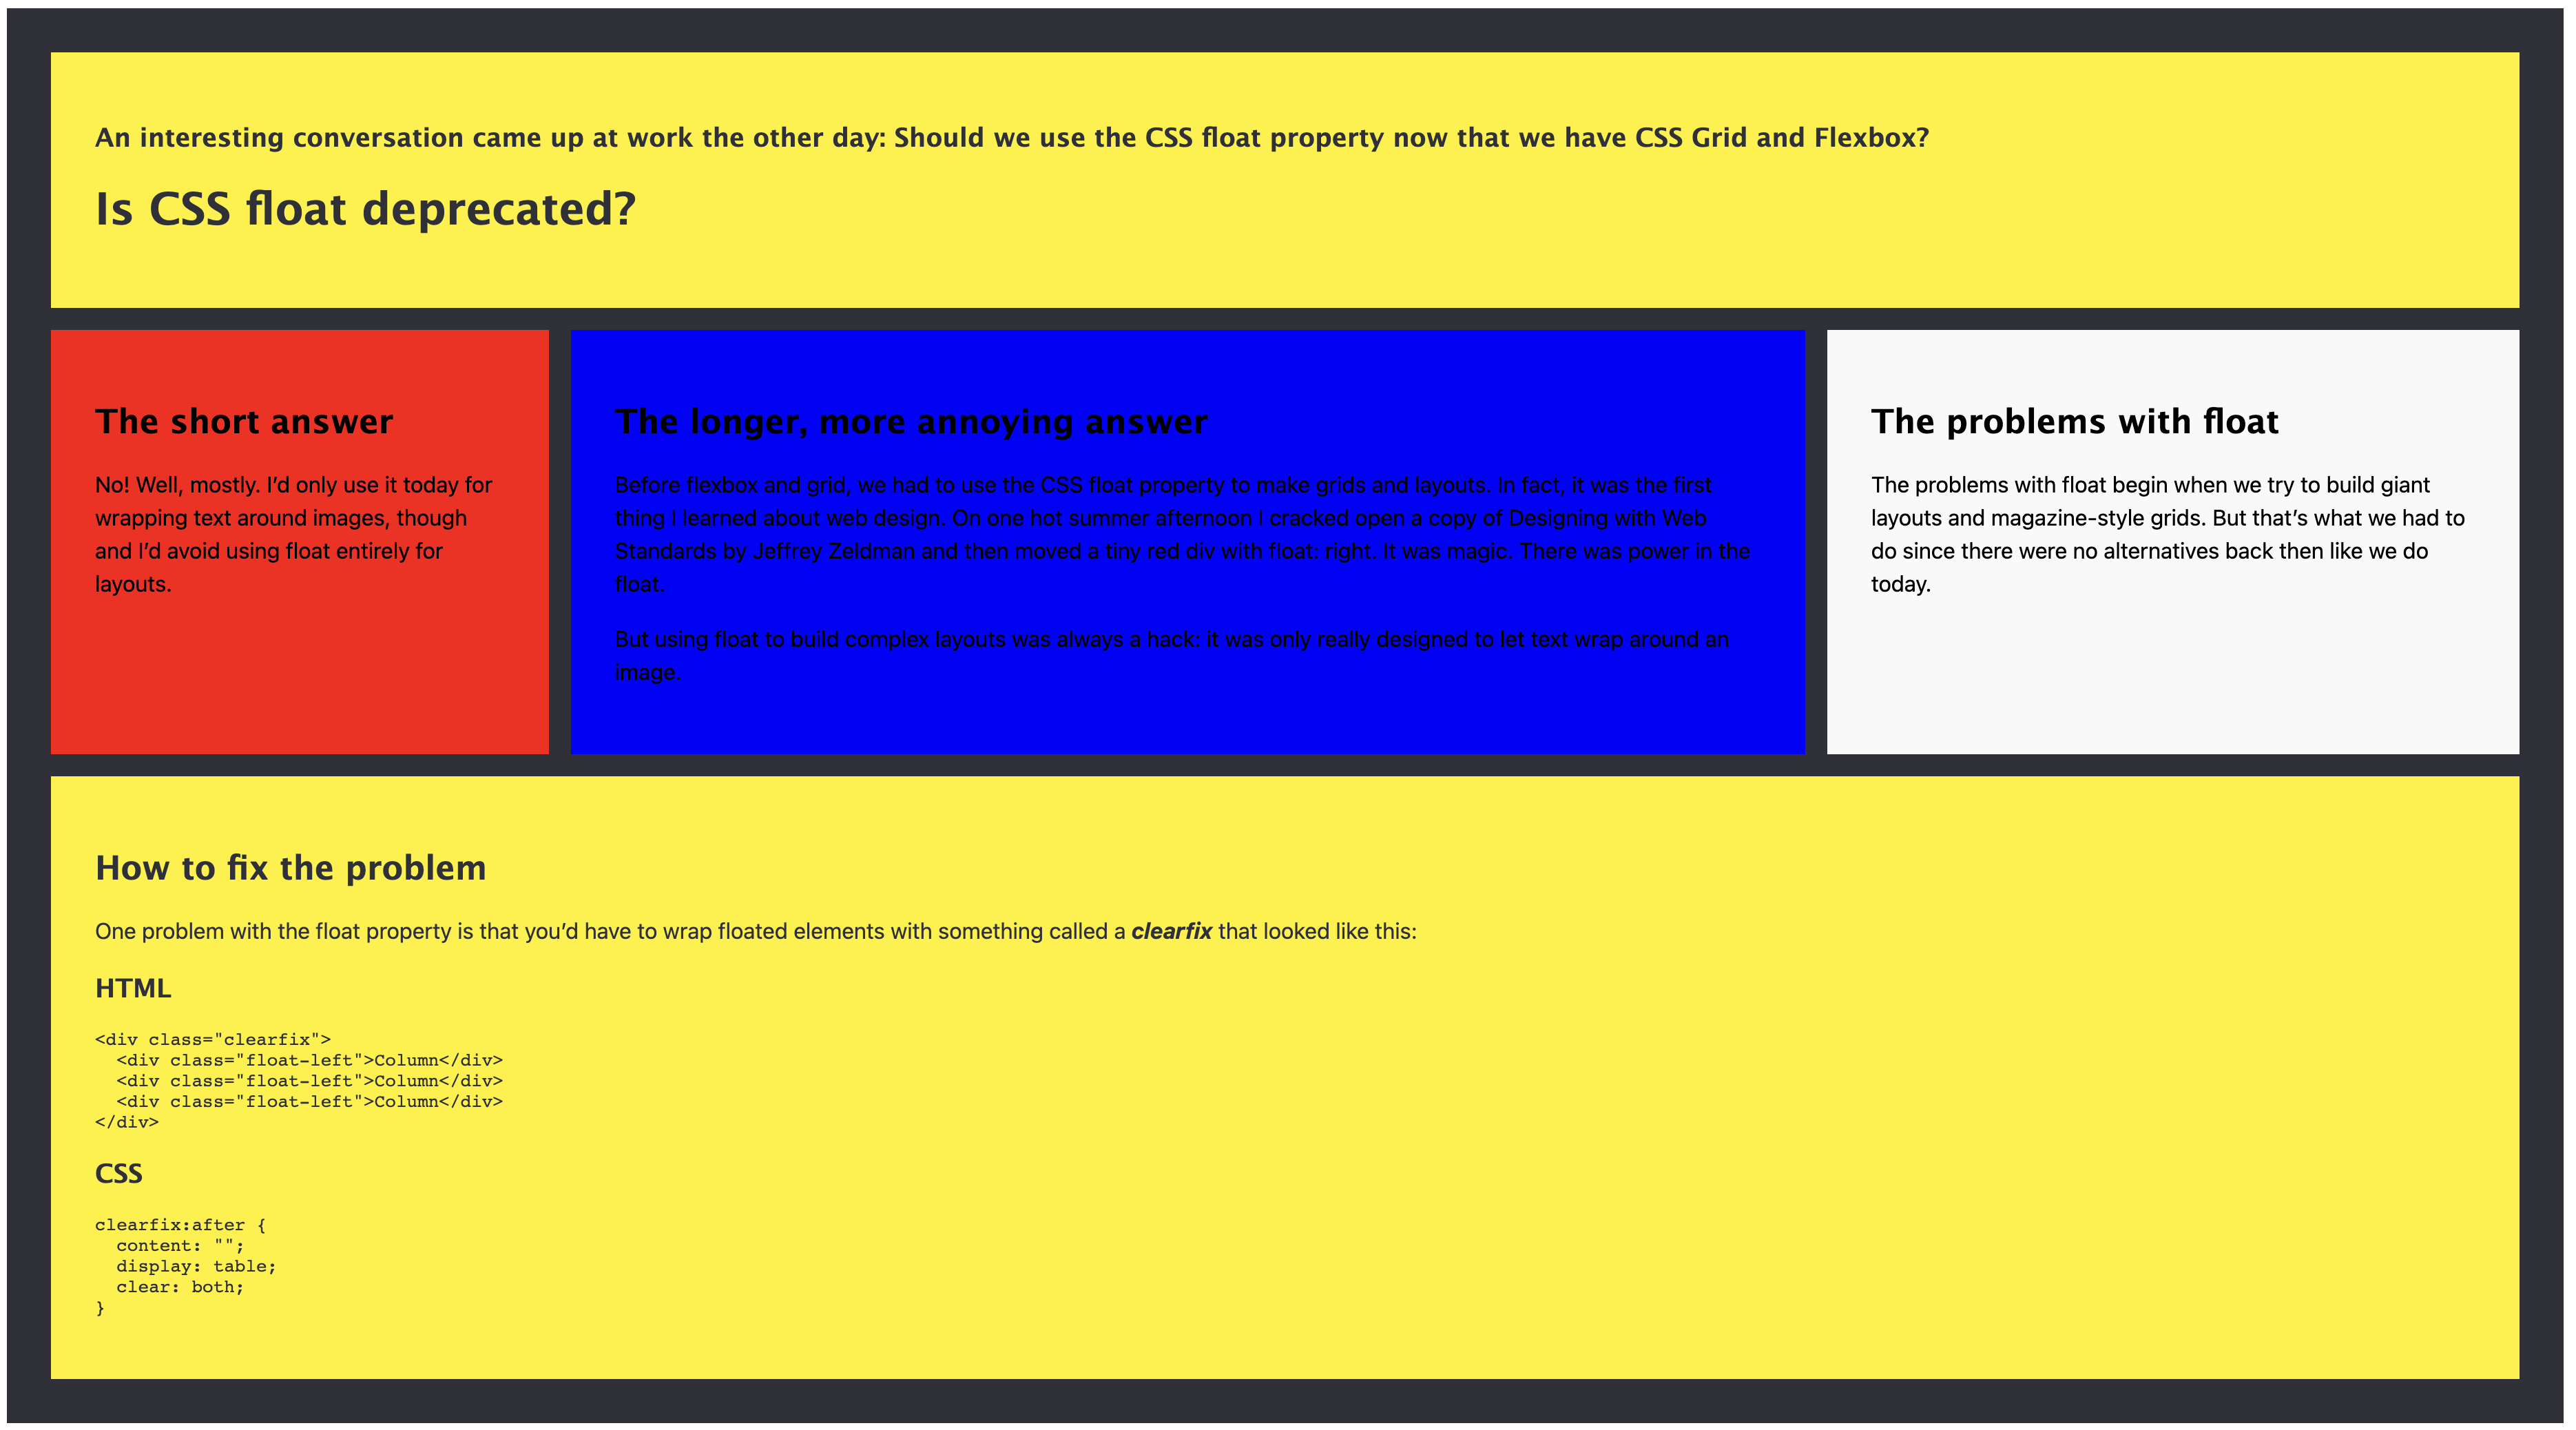 An interesting conversation came up at work the other day: Should we use the CSS float property now that we have CSS Grid and Flexbox?
Is CSS float deprecated?
The short answer
No! Well, mostly. I’d only use it today for
wrapping text around images, though
and I’d avoid using float entirely for
layouts.
The longer, more annoying answer
Before flexbox and grid, we had to use the CSS float property to make grids and layouts. In fact, it was the first
thing I learned about web design. On one hot summer afternoon I cracked open a copy of Designing with Web
Standards by Jeffrey Zeldman and then moved a tiny red div with float: right. It was magic. There was power in the
float.
But using float to build complex layouts was always a hack: it was only really designed to let text wrap around an
image.
The problems with float
The problems with float begin when we try to build giant
layouts and magazine-style grids. But that’s what we had to
do since there were no alternatives back then like we do
today.
How to fix the problem
One problem with the float property is that you’d have to wrap floated elements with something called a clearfix that looked like this:
HTML
<div class="clearfix">
  <div class="float-left">Column</div>
  <div class="float-left">Column</div>
  <div class="float-left">Column</div>
</div>
CSS
clearfix:after {
  content: "";
  display: table;
  clear: both;
}